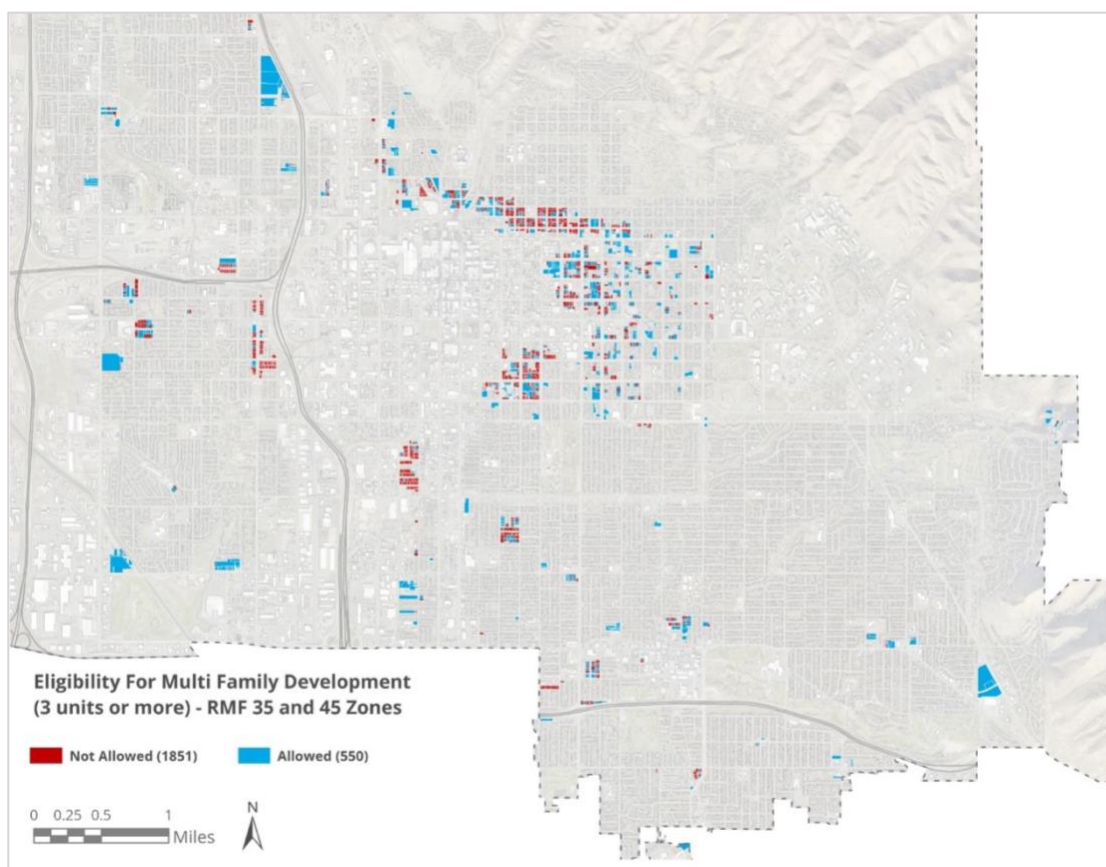 Eligibility For Multi Family Development
(3 units or more) - RMF 35 and 45 Zones
Not Allowed (1851) Allowed (550)
N
0 0.25 0.5 1
Miles